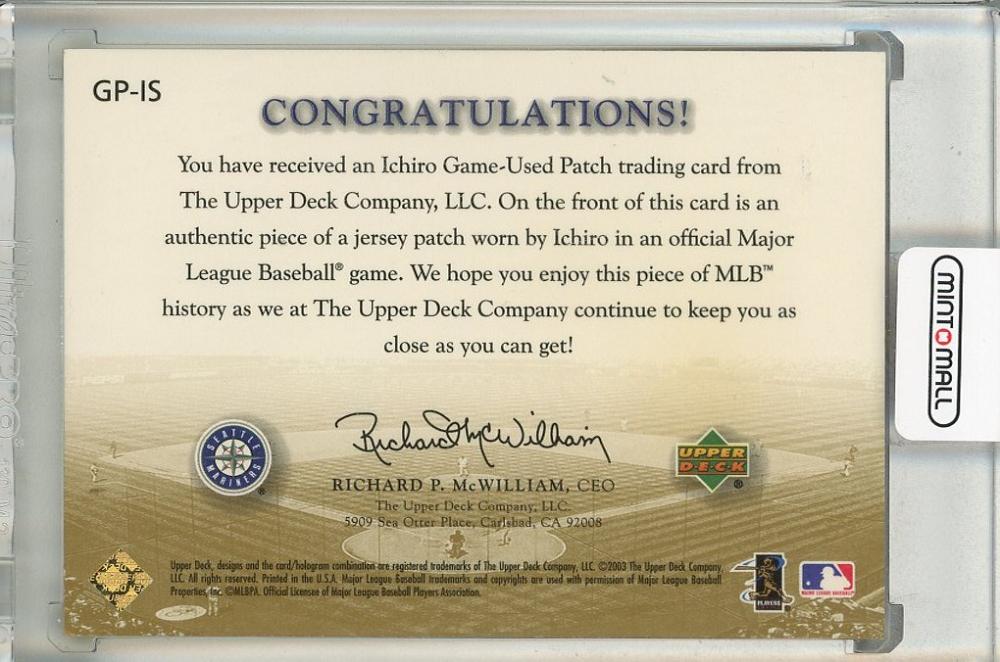 GP-IS
CONGRATULATIONS!
You have received an Ichiro Game-Used Patch trading card from
The Upper Deck Company, LLC. On the front of this card is an
authentic piece of a jersey patch worn by Ichiro in an official Major
League Baseball® game. We hope you enjoy this piece of MLB™
history as we at The Upper Deck Company continue to keep you as
close as you can get!
Richard McWilliam
SEATTLE
MARINERS
®
UPPER
DECK
®
RICHARD P. McWILLIAM, CEO
The Upper Deck Company, LLC.
5909 Sea Otter Place, Carlsbad, CA 92008
Upper Deck, designs and the card/hologram combination are registered trademarks of The Upper Deck Company, LLC. ©2003 The Upper Deck Company,
LLC. All rights reserved. Printed in the U.S.A. Major League Baseball trademarks and copyrights are used with permission of Major League Baseball
Properties, Inc. ©MLBPA. Official Licensee of Major League Baseball Players Association.
PLAYERS
MAJOR LEAGUE BASEBALL
MINT MALL